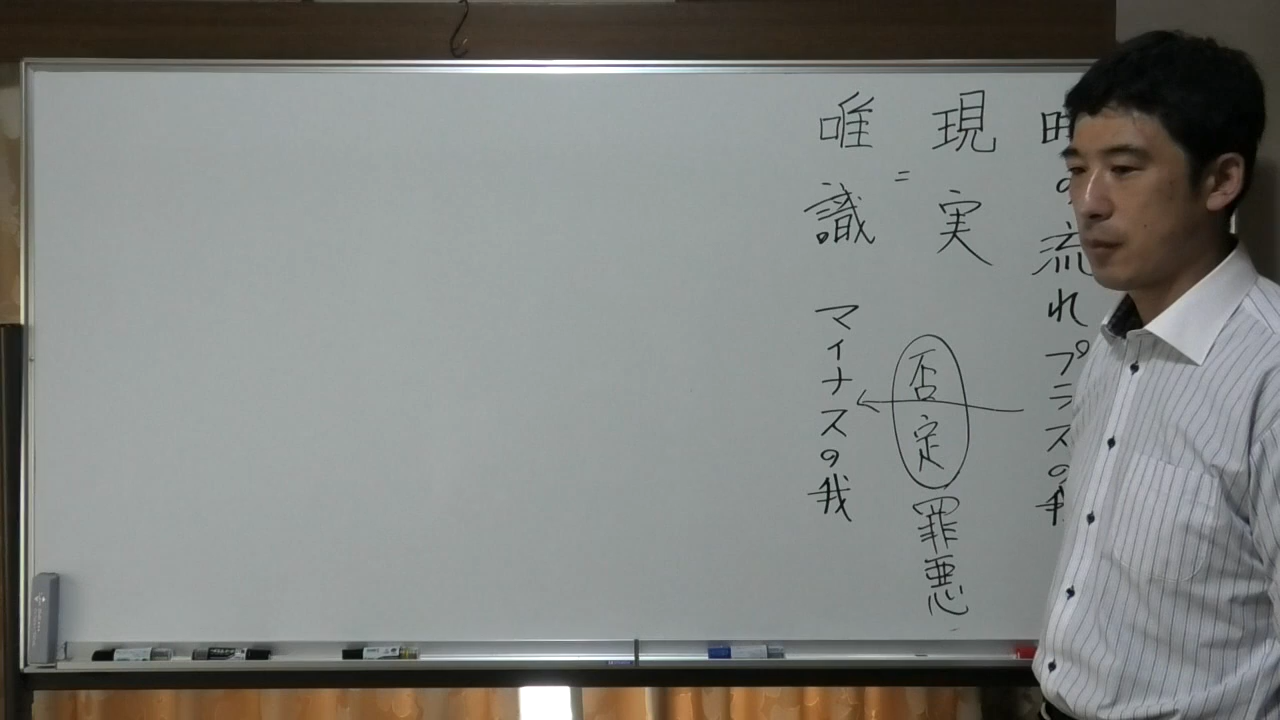 時の流れ プラスの我
現実
=
否定 罪悪
唯識 マイナスの我